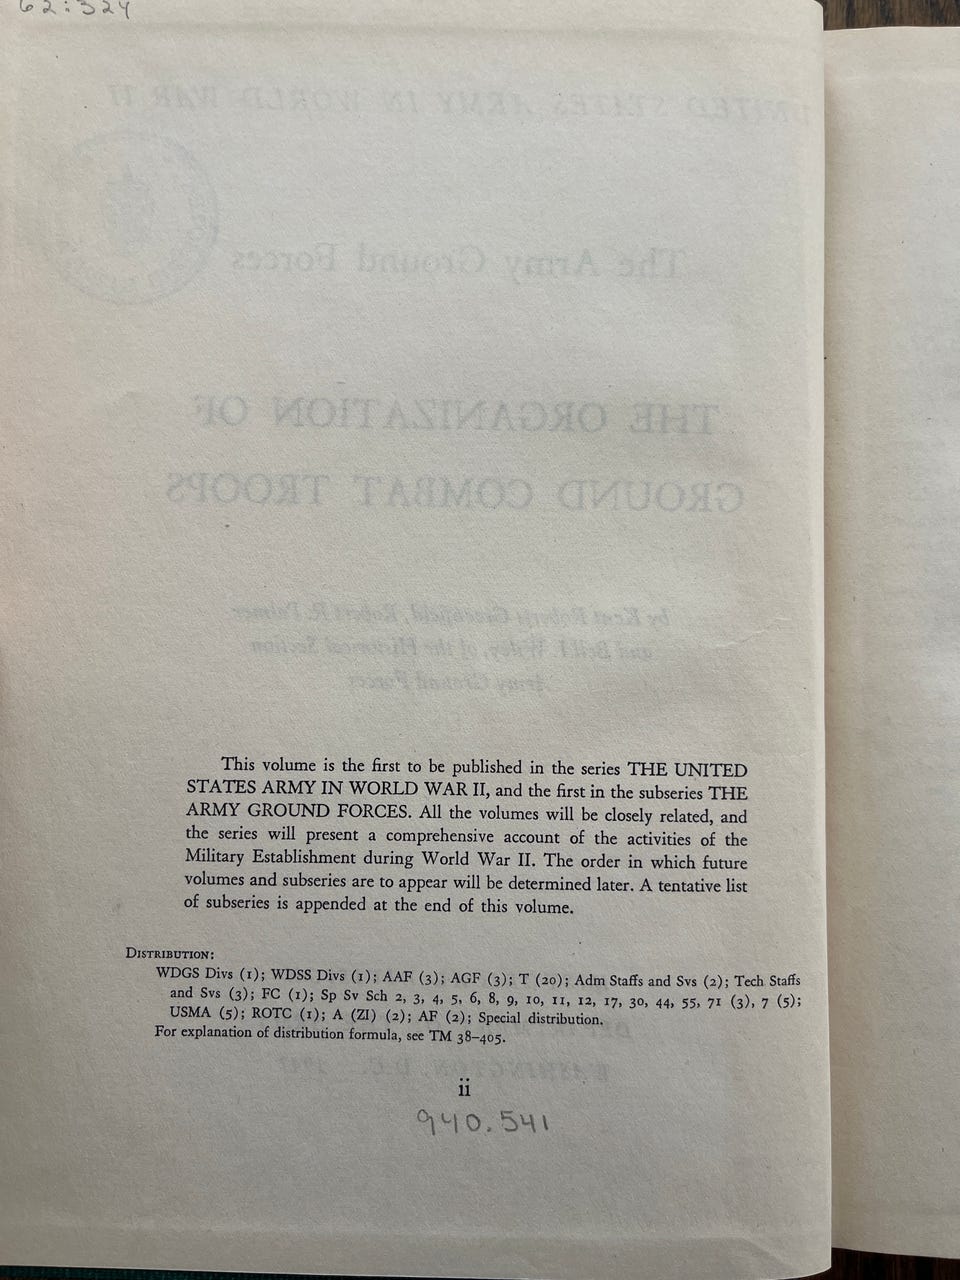 62:324
This volume is the first to be published in the series THE UNITED
STATES ARMY IN WORLD WAR II, and the first in the subseries THE
ARMY GROUND FORCES. All the volumes will be closely related, and
the series will present a comprehensive account of the activities of the
Military Establishment during World War II. The order in which future
volumes and subseries are to appear will be determined later. A tentative list
of subseries is appended at the end of this volume.
DISTRIBUTION:
WDGS Divs (1); WDSS Divs (1); AAF (3); AGF (3); T (20); Adm Staffs and Svs (2); Tech Staffs
and Svs (3); FC (1); Sp Sv Sch 2, 3, 4, 5, 6, 8, 9, 10, 11, 12, 17, 30, 44, 55, 71 (3), 7 (5);
USMA (5); ROTC (1); A (ZI) (2); AF (2); Special distribution.
For explanation of distribution formula, see TM 38–405.
ii
940.541